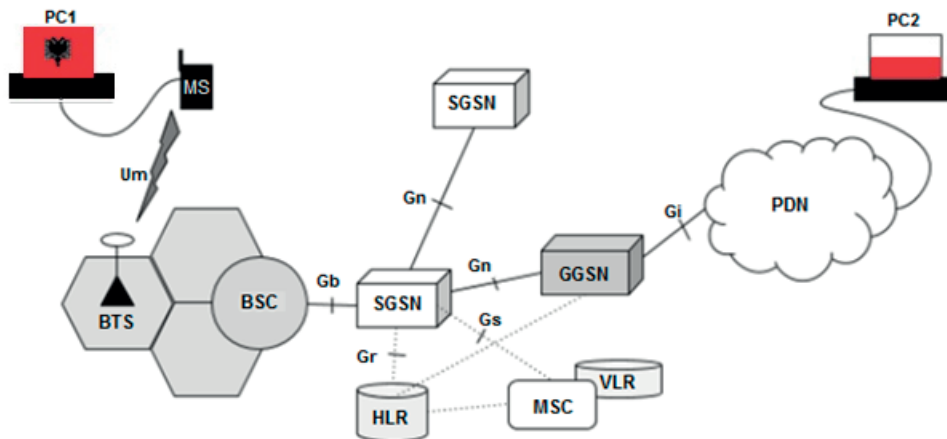 PC1
PC2
MS
SGSN
Um
Gn
Gi
PDN
Gn
GGSN
Gb
BSC
SGSN
BTS
Gs
Gr
VLR
HLR
MSC